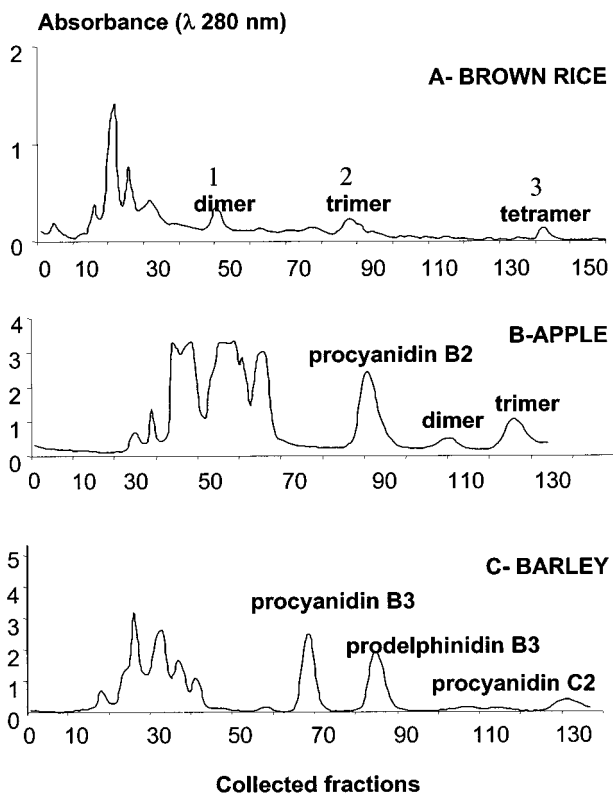 Absorbance (λ 280 nm)
2
1
0
A- BROWN RICE
1
dimer
2
trimer
3
tetramer
0 10 30 50 70 90 110 130 150
4
3
2
1
0
B-APPLE
procyanidin B2
dimer
trimer
0 10 30 50 70 90 110 130
5
4
3
2
1
0
C- BARLEY
procyanidin B3
prodelphinidin B3
procyanidin C2
0 10 30 50 70 90 110 130
Collected fractions